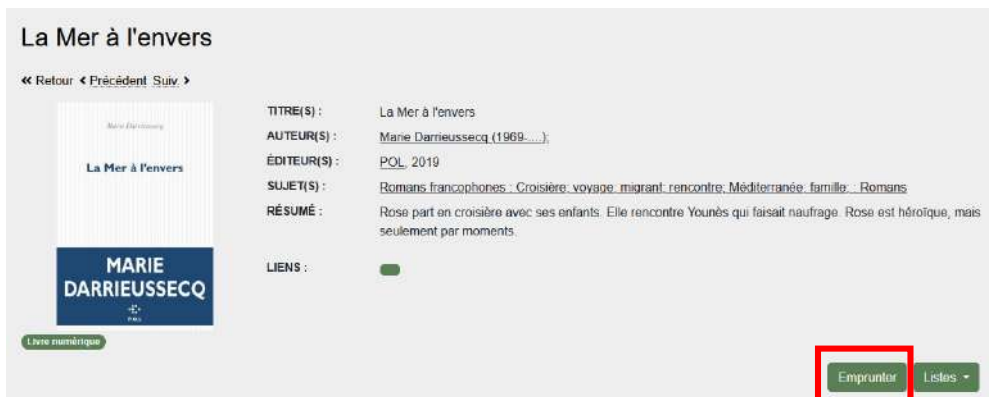 La Mer à l'envers
« Retour < Précédent Suiv. >
Marie Darrieussecq
La Mer à l'envers
MARIE
DARRIEUSSECQ
P.O.L
Livre numérique
TITRE(S) : La Mer à l'envers
AUTEUR(S) : Marie Darrieussecq (1969-....);
ÉDITEUR(S) : POL, 2019
SUJET(S) : Romans francophones : Croisière; voyage; migrant; rencontre; Méditerranée; famille; : Romans
RÉSUMÉ : Rose part en croisière avec ses enfants. Elle rencontre Younès qui faisait naufrage. Rose est héroïque, mais
seulement par moments.
LIENS :
Emprunter Listes